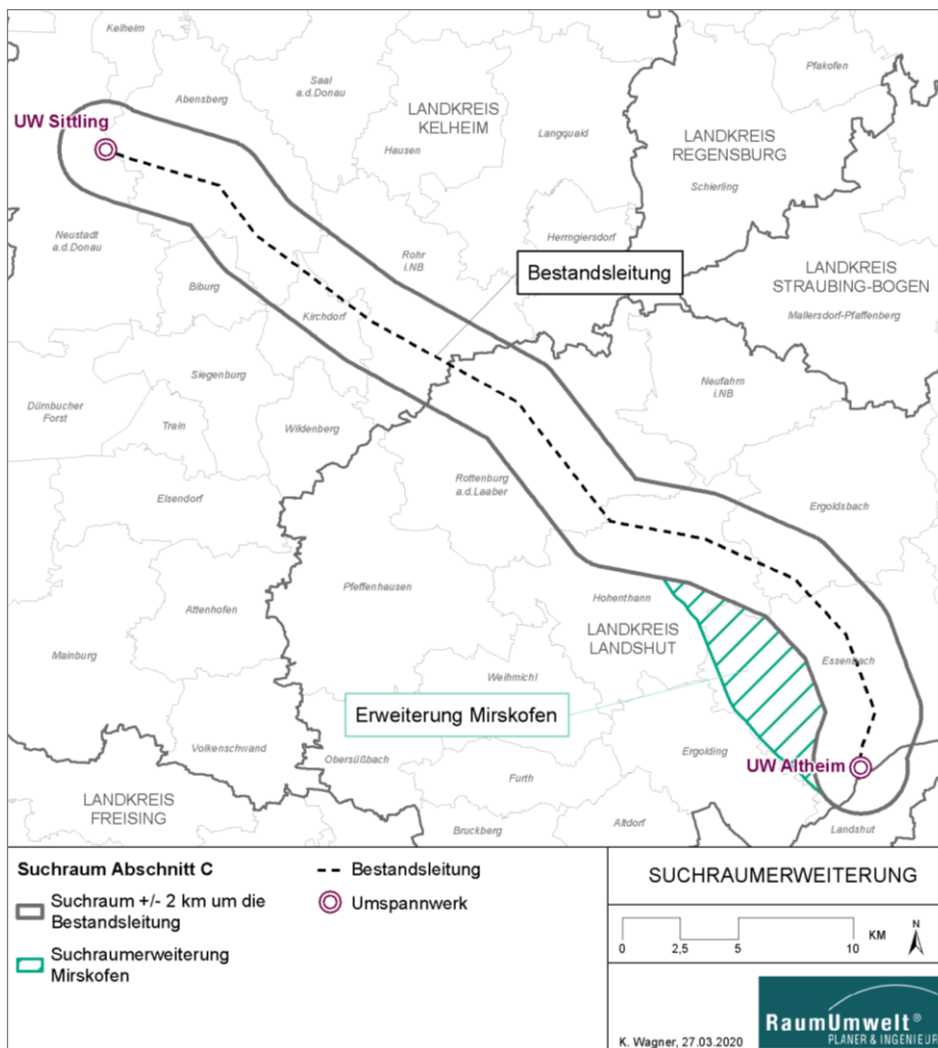 Kelheim
Pfakofen
Saal
a.d.Donau
Abensberg
LANDKREIS
KELHEIM
UW Sittling
Langquaid
LANDKREIS
REGENSBURG
Hausen
Schierling
Neustadt
a.d.Donau
Herrngiersdorf
Rohr
i.NB
Bestandsleitung
LANDKREIS
STRAUBING-BOGEN
Biburg
Kirchdorf
Mallersdorf-Pfaffenberg
Siegenburg
Neufahrn
i.NB
Dürnbucher
Forst
Train
Wildenberg
Rottenburg
a.d.Laaber
Elsendorf
Ergoldsbach
Pfeffenhausen
Hohenthann
Attenhofen
LANDKREIS
LANDSHUT
Mainburg
Essenbach
Weihmichl
Erweiterung Mirskofen
Volkenschwand
Obersüßbach
Ergolding
UW Altheim
Furth
LANDKREIS
FREISING
Bruckberg
Altdorf
Landshut
Suchraum Abschnitt C
Suchraum +/- 2 km um die
Bestandsleitung
Suchraumerweiterung
Mirskofen
Bestandsleitung
Umspannwerk
SUCHRAUMERWEITERUNG
0 2,5 5 10 KM
N
K. Wagner, 27.03.2020
RaumUmwelt®
PLANER & INGENIEUR